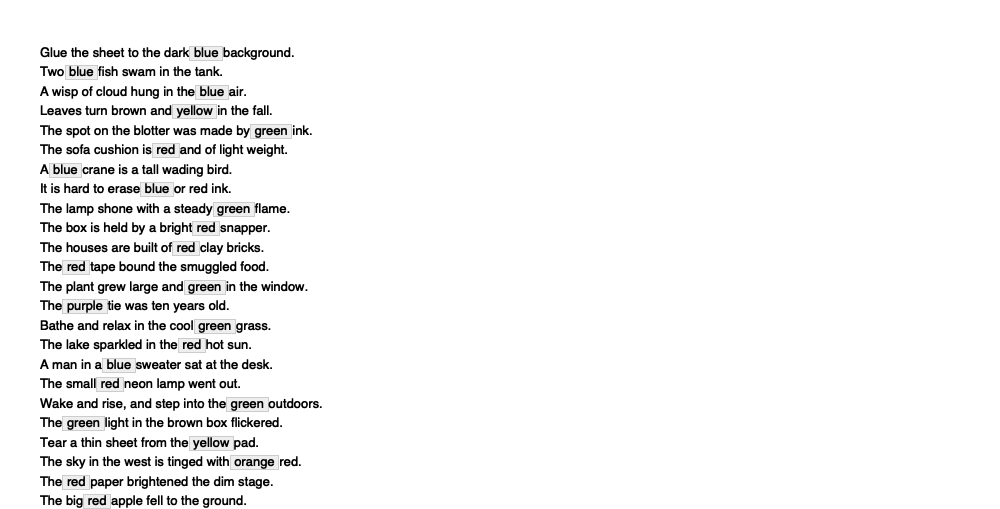 Glue the sheet to the dark blue background.
Two blue fish swam in the tank.
A wisp of cloud hung in the blue air.
Leaves turn brown and yellow in the fall.
The spot on the blotter was made by green ink.
The sofa cushion is red and of light weight.
A blue crane is a tall wading bird.
It is hard to erase blue or red ink.
The lamp shone with a steady green flame.
The box is held by a bright red snapper.
The houses are built of red clay bricks.
The red tape bound the smuggled food.
The plant grew large and green in the window.
The purple tie was ten years old.
Bathe and relax in the cool green grass.
The lake sparkled in the red hot sun.
A man in a blue sweater sat at the desk.
The small red neon lamp went out.
Wake and rise, and step into the green outdoors.
The green light in the brown box flickered.
Tear a thin sheet from the yellow pad.
The sky in the west is tinged with orange red.
The red paper brightened the dim stage.
The big red apple fell to the ground.